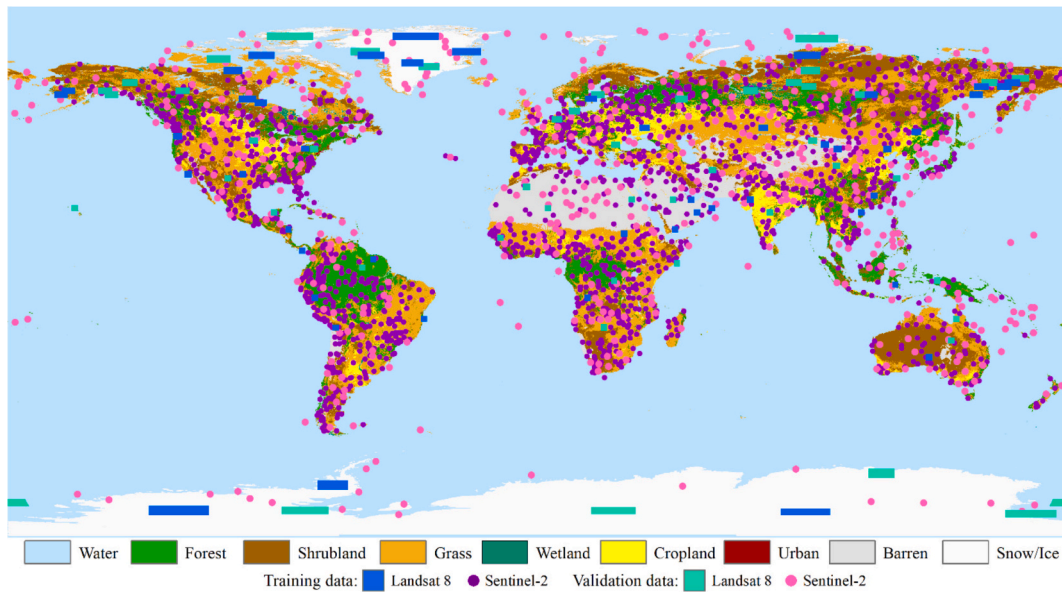 Water Forest Shrubland Grass Wetland Cropland Urban Barren Snow/Ice
Training data: Landsat 8 Sentinel-2 Validation data: Landsat 8 Sentinel-2